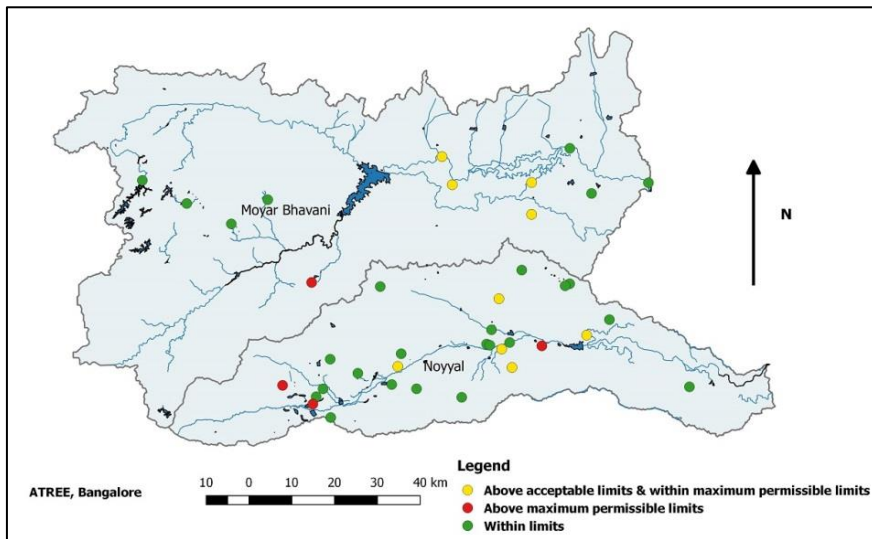 Moyar Bhavani
N
Noyyal
Legend
ATREE, Bangalore
10 0 10 20 30 40 km
Above acceptable limits & within maximum permissible limits
Above maximum permissible limits
Within limits